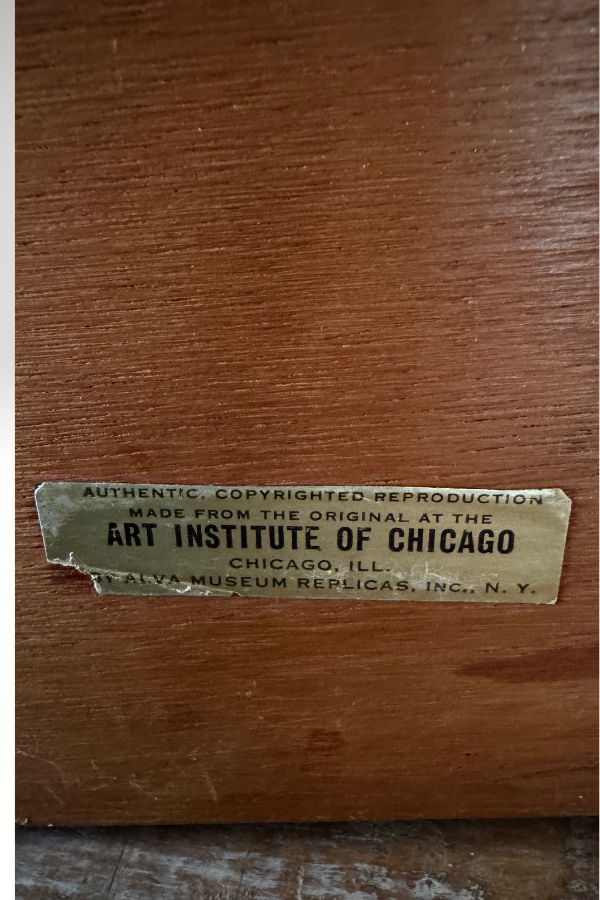 AUTHENTIC, COPYRIGHTED REPRODUCTION
MADE FROM THE ORIGINAL AT THE
ART INSTITUTE OF CHICAGO
CHICAGO, ILL.
BY ALVA MUSEUM REPLICAS, INC., N. Y.